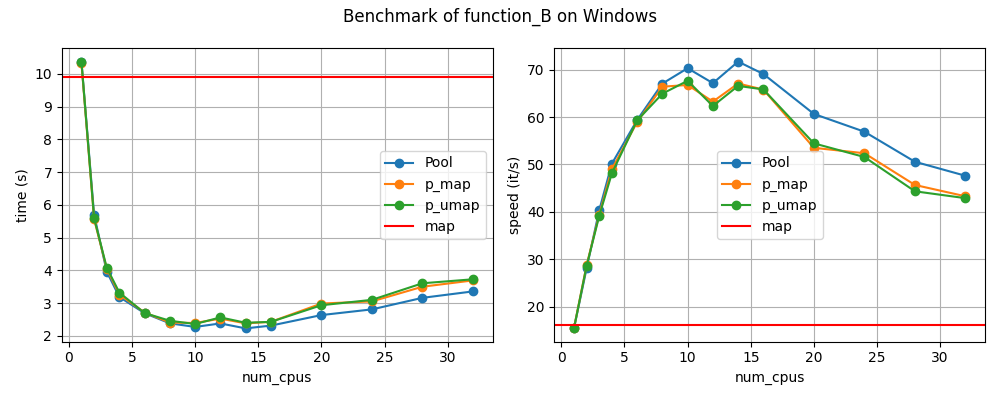 Benchmark of function_B on Windows
time (s)
10
9
8
7
6
5
4
3
2
0
5
10
15
20
25
30
num_cpus
Pool
p_map
p_umap
map
speed (it/s)
70
60
50
40
30
20
0
5
10
15
20
25
30
num_cpus
Pool
p_map
p_umap
map